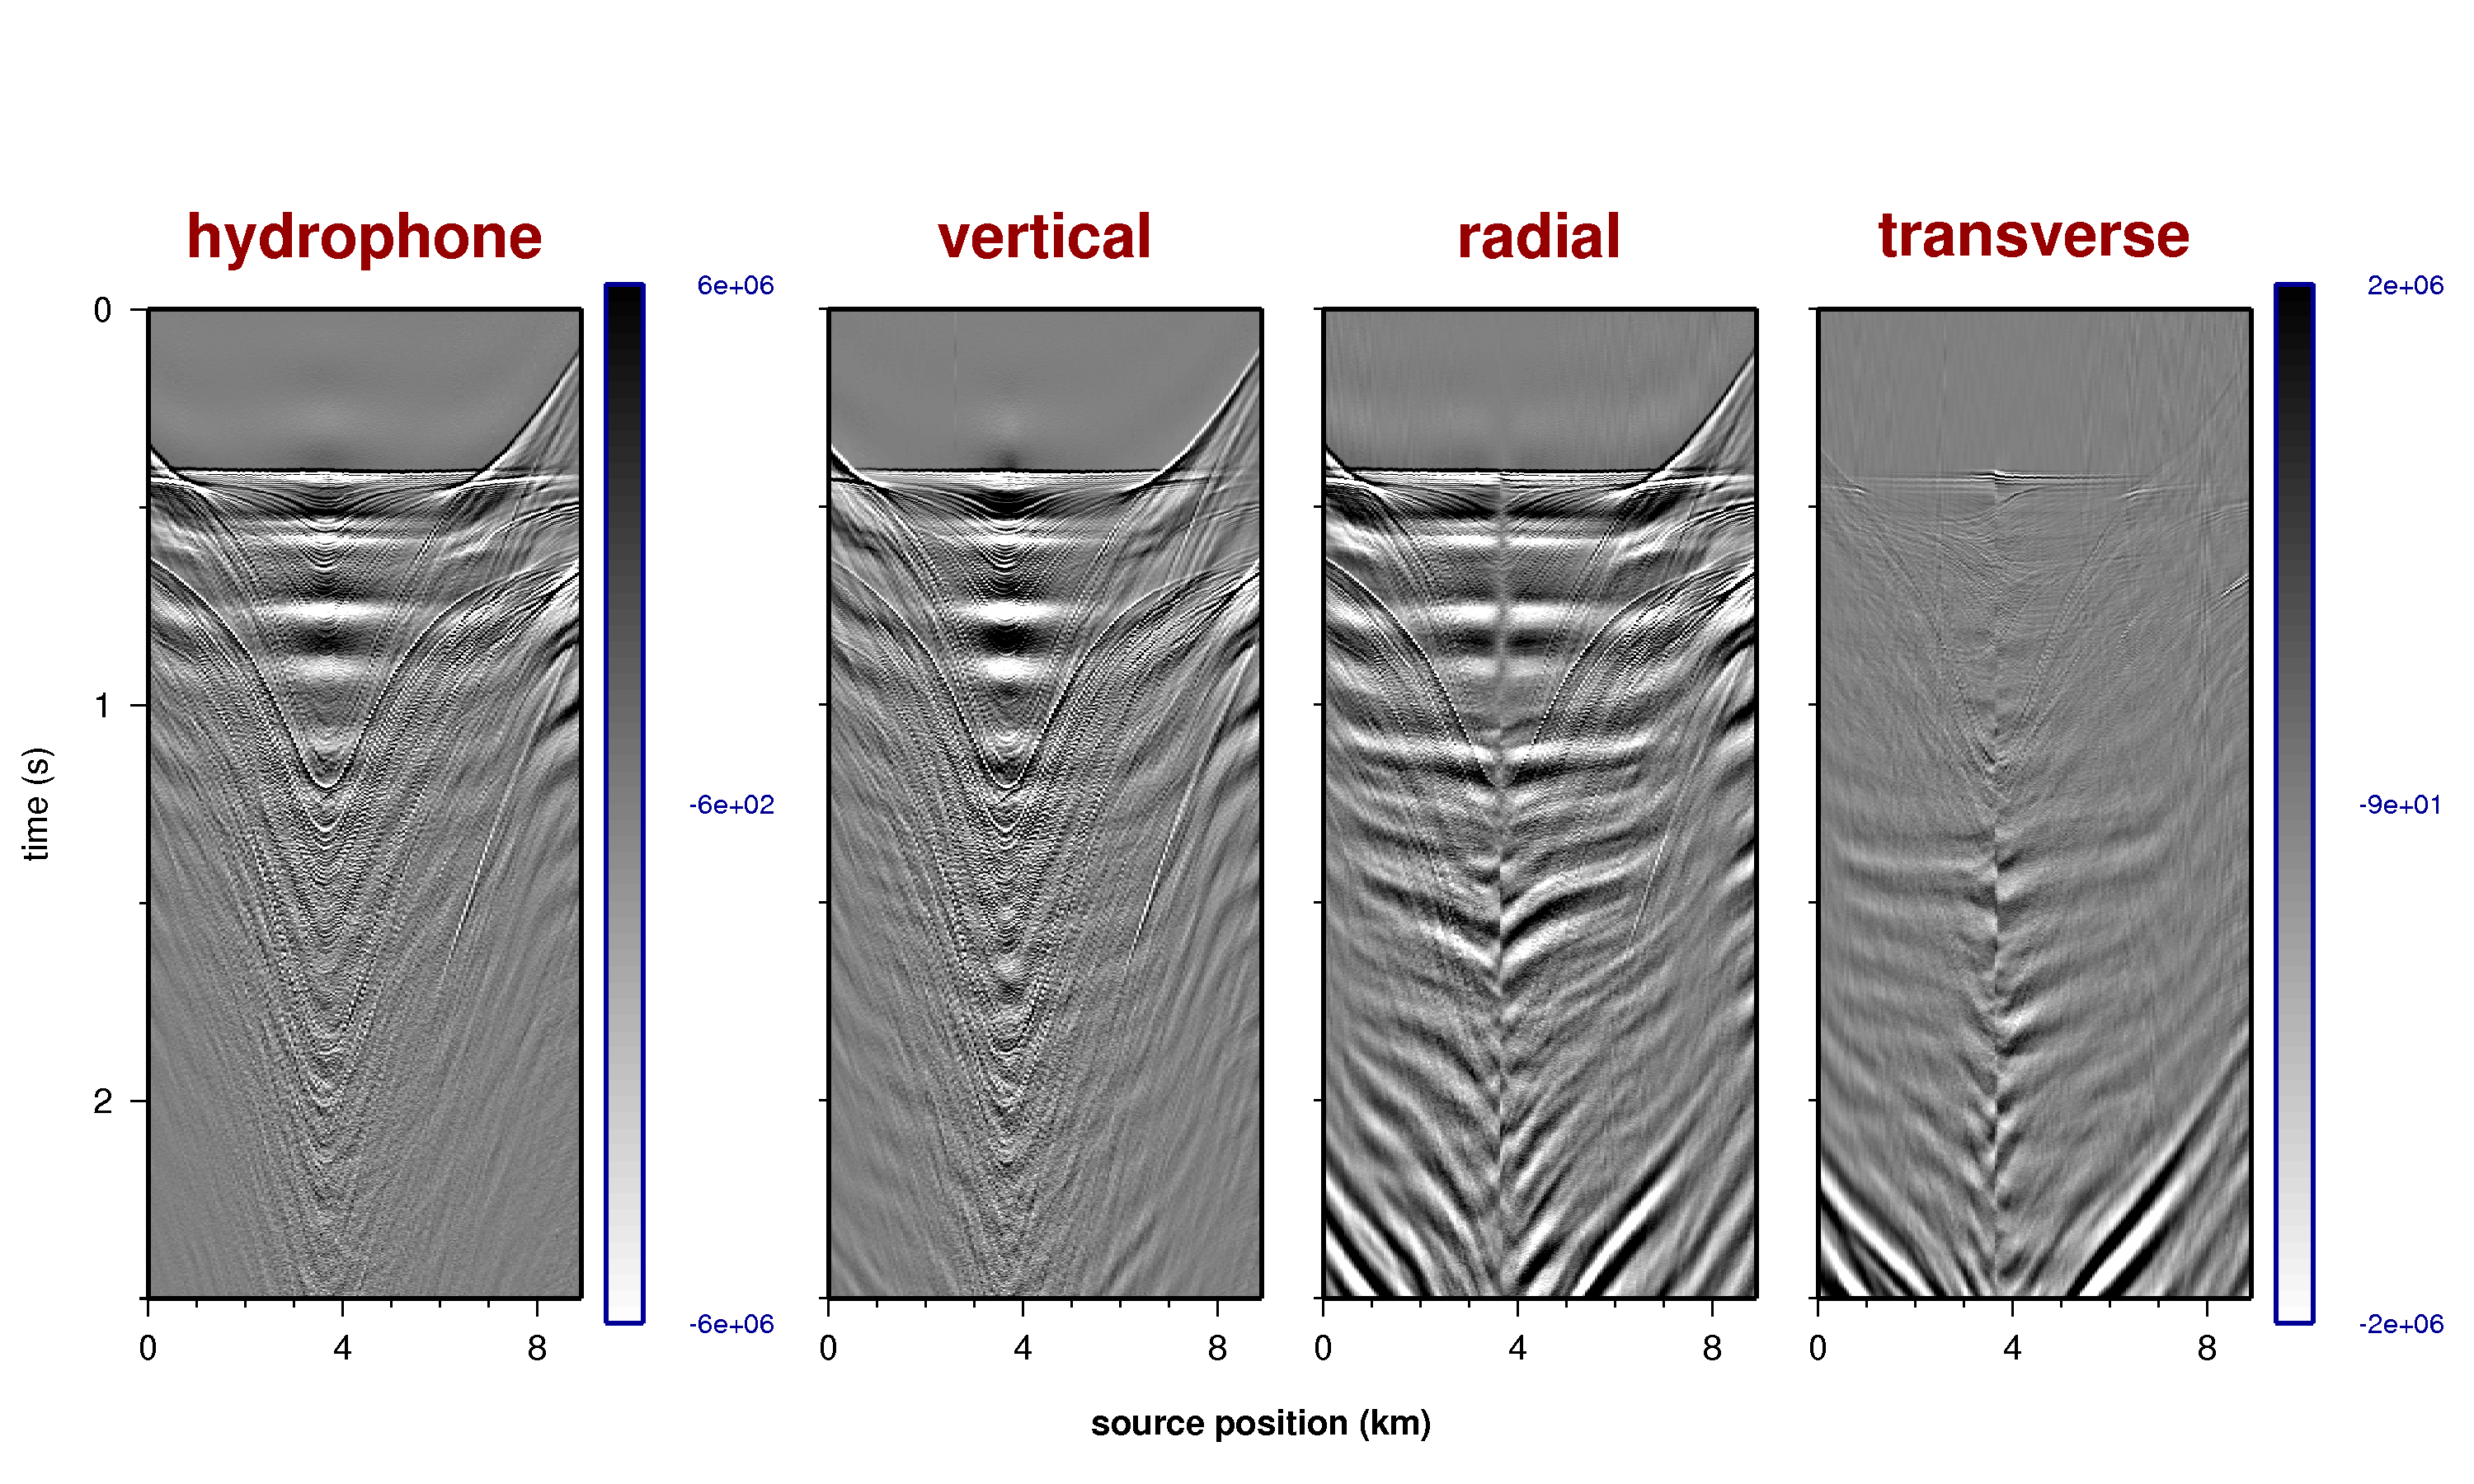 hydrophone vertical radial transverse
6e+06 2e+06
0
1
2
time (s)
-6e+02 -9e+01
-6e+06 -2e+06
0 4 8 0 4 8 0 4 8 0 4 8
source position (km)